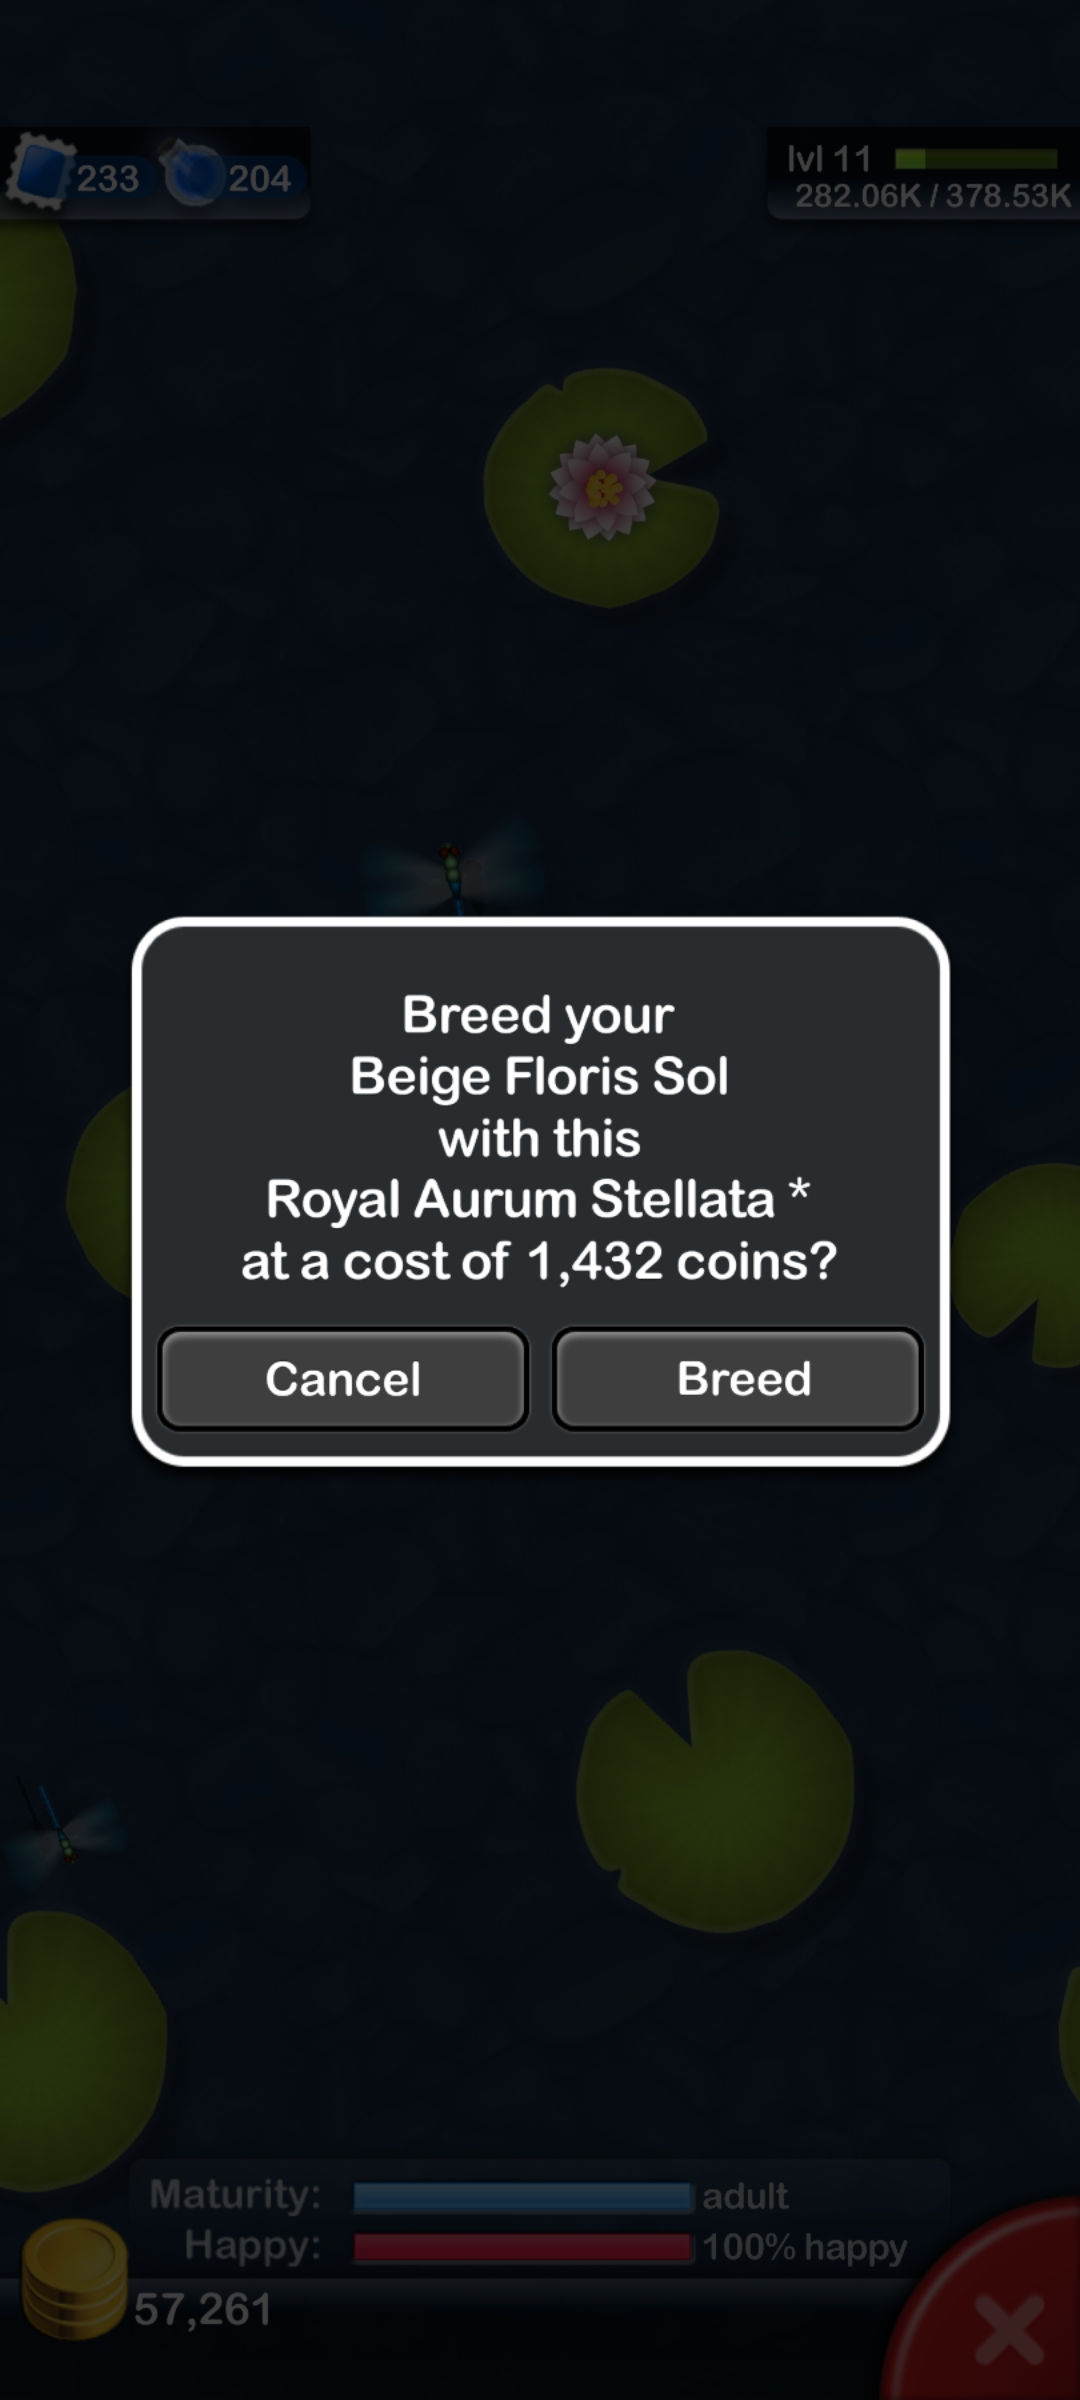 233 204
lvl 11
282.06K / 378.53K
Breed your
Beige Floris Sol
with this
Royal Aurum Stellata *
at a cost of 1,432 coins?
Cancel Breed
Maturity: adult
Happy: 100% happy
57,261